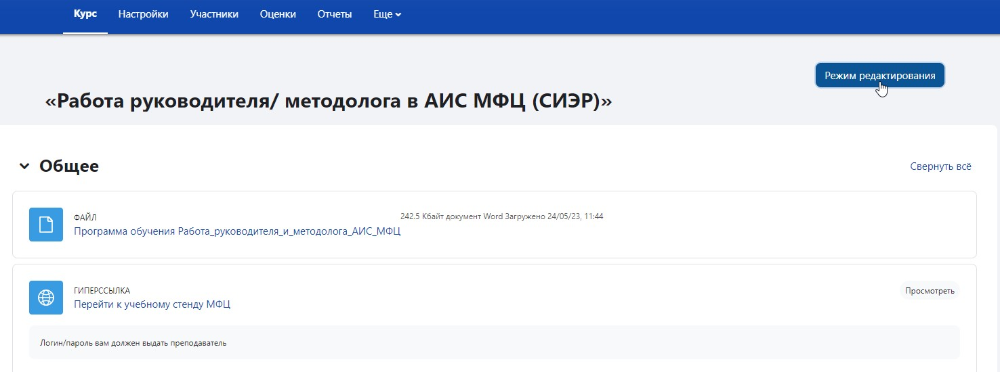 Курс Настройки Участники Оценки Отчеты Еще
Режим редактирования
«Работа руководителя/ методолога в АИС МФЦ (СИЭР)»
Общее
Свернуть всё
ФАЙЛ
242.5 Кбайт документ Word Загружено 24/05/23, 11:44
Программа обучения Работа_руководителя_и_методолога_АИС_МФЦ
ГИПЕРССЫЛКА
Просмотреть
Перейти к учебному стенду МФЦ
Логин/пароль вам должен выдать преподаватель